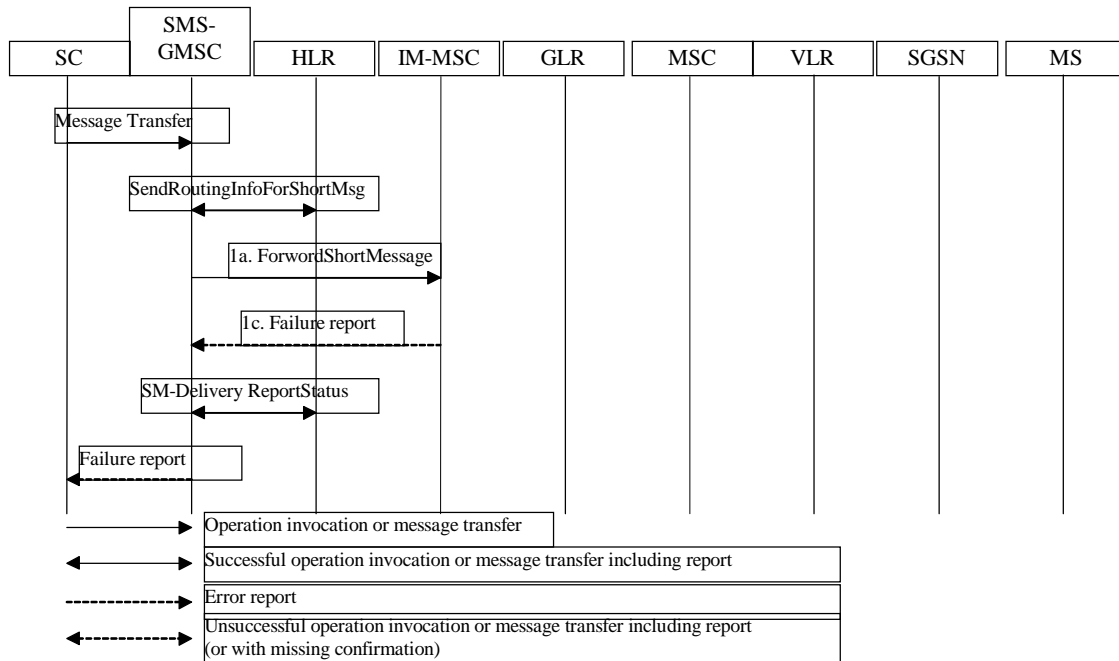 SC
SMS-
GMSC
HLR
IM-MSC
GLR
MSC
VLR
SGSN
MS
Message Transfer
SendRoutingInfoForShortMsg
1a. ForwordShortMessage
1c. Failure report
SM-Delivery ReportStatus
Failure report
Operation invocation or message transfer
Successful operation invocation or message transfer including report
Error report
Unsuccessful operation invocation or message transfer including report
(or with missing confirmation)